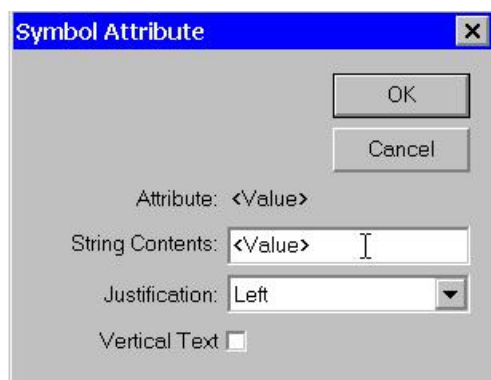 Symbol Attribute
OK
Cancel
Attribute: <Value>
String Contents: <Value>
Justification: Left
Vertical Text